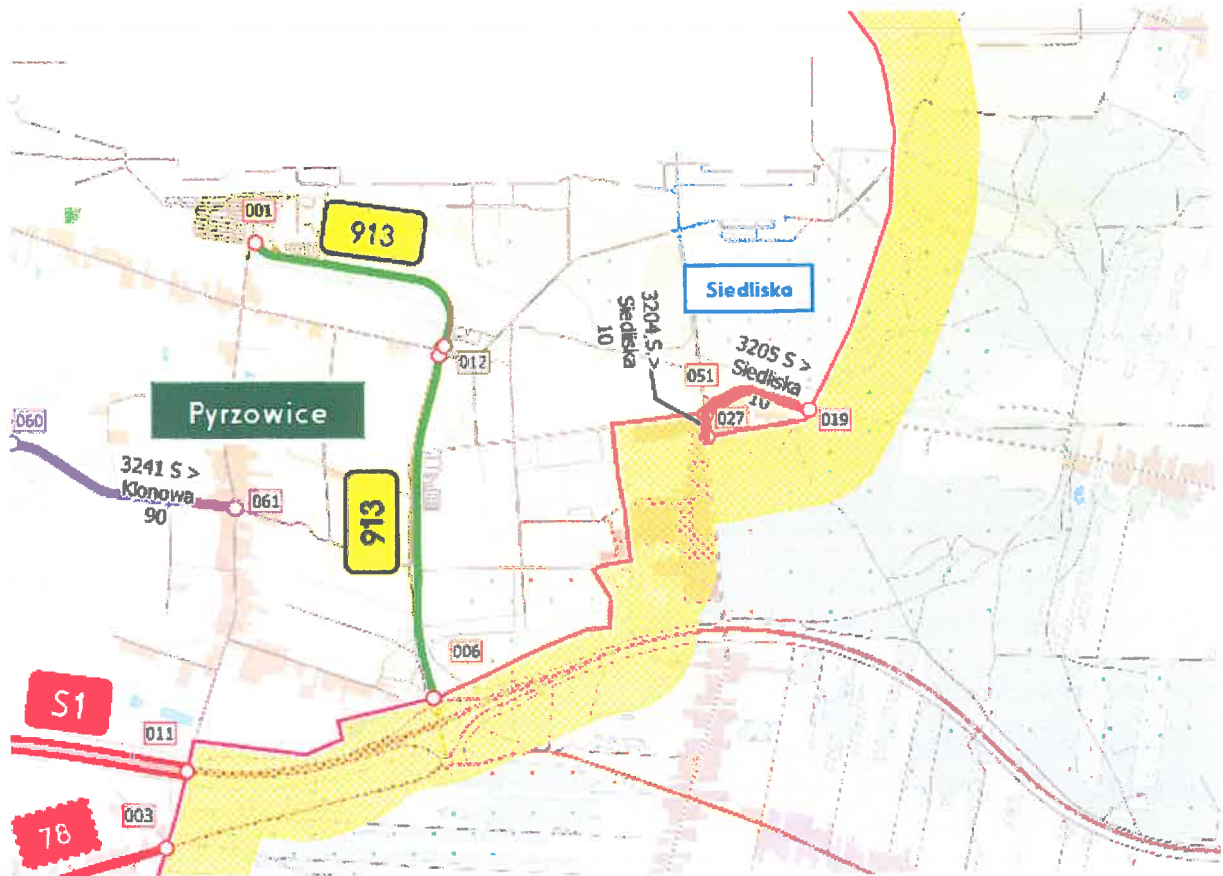 001
913
Siedliska
3204 S >
Siedliska
10
012
3205 S >
Siedliska
10
051
027
019
Pyrzowice
060
3241 S >
Klonowa
90
061
913
006
S1
011
003
78